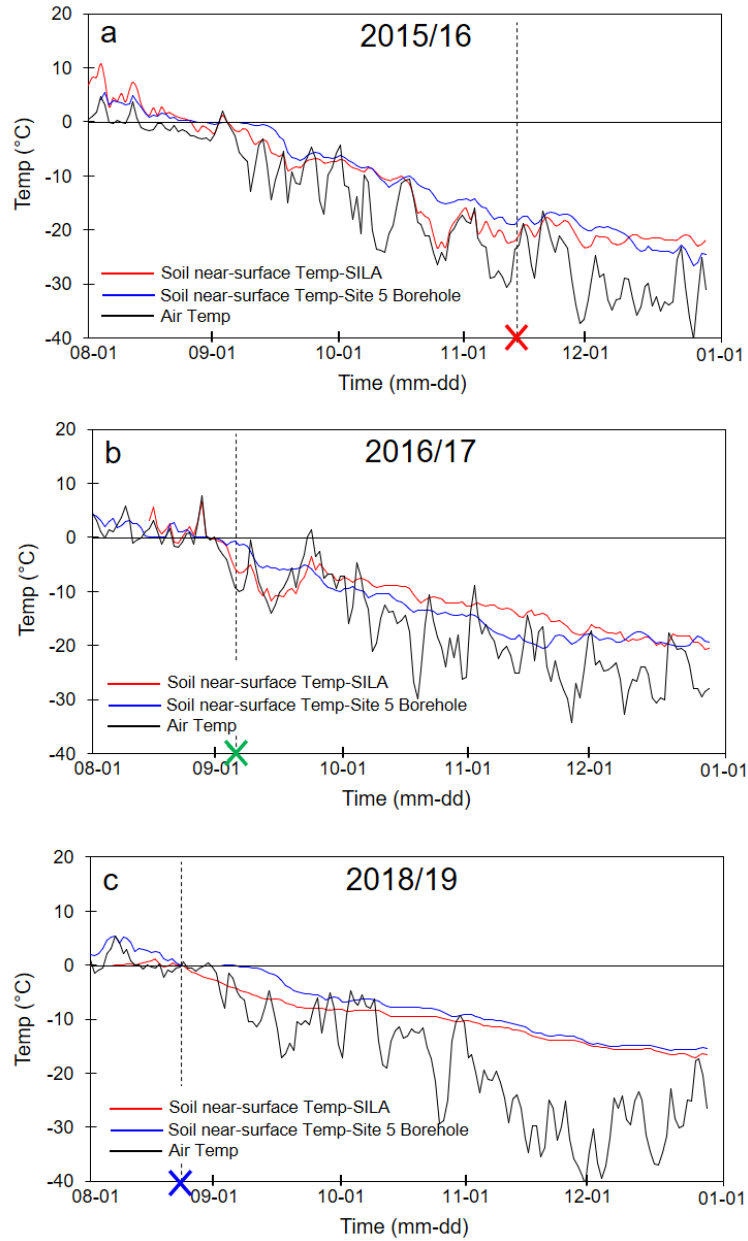 a
2015/16
20
10
0
-10
-20
-30
-40
Temp (°C)
Soil near-surface Temp-SILA
Soil near-surface Temp-Site 5 Borehole
Air Temp
08-01 09-01 10-01 11-01 12-01 01-01
Time (mm-dd)
b
2016/17
20
10
0
-10
-20
-30
-40
Temp (°C)
Soil near-surface Temp-SILA
Soil near-surface Temp-Site 5 Borehole
Air Temp
08-01 09-01 10-01 11-01 12-01 01-01
Time (mm-dd)
c
2018/19
20
10
0
-10
-20
-30
-40
Temp (°C)
Soil near-surface Temp-SILA
Soil near-surface Temp-Site 5 Borehole
Air Temp
08-01 09-01 10-01 11-01 12-01 01-01
Time (mm-dd)